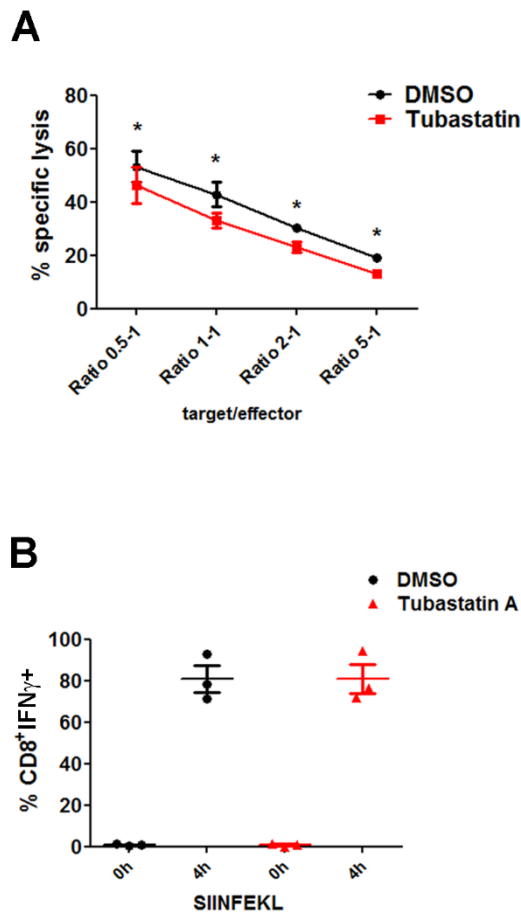 A
DMSO
Tubastatin
% specific lysis
80
60
40
20
0
* * * *
Ratio 0.5-1 Ratio 1-1 Ratio 2-1 Ratio 5-1
target/effector
B
DMSO
Tubastatin A
% CD8⁺IFNγ+
100
80
60
40
20
0
0h 4h 0h 4h
SIINFEKL